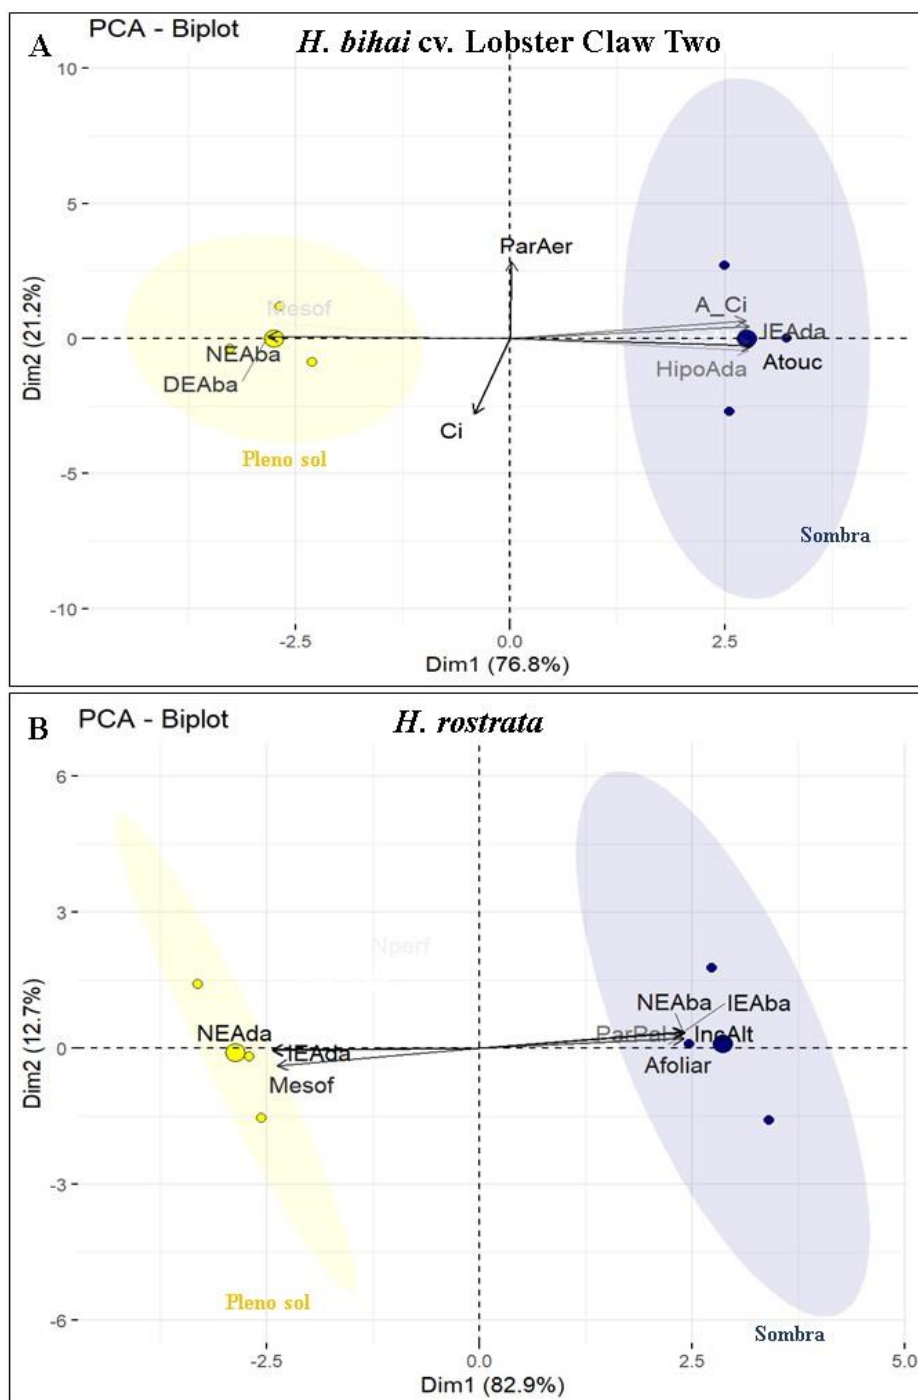 A
PCA - Biplot
H. bihai cv. Lobster Claw Two
10
5
0
-5
-10
Dim2 (21.2%)
ParAer
Mesof
A_Ci
IEAda
NEAba
DEAba
HipoAda
Atouc
Ci
Pleno sol
Sombra
-2.5 0.0 2.5
Dim1 (76.8%)
B
PCA - Biplot
H. rostrata
6
3
0
-3
-6
Dim2 (12.7%)
Nperf
NEAda
IEAda
Mesof
NEAba
IEAba
ParPal
IncAlt
Afoliar
Pleno sol
Sombra
-2.5 0.0 2.5 5.0
Dim1 (82.9%)